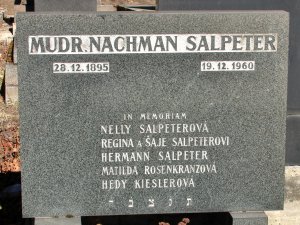 MUDR. NACHMAN SALPETER
28.12.1895 19.12.1960
IN MEMORIAM
NELLY SALPETEROVÁ
REGINA A ŠAJE SALPETEROVI
HERMANN SALPETER
MATILDA ROSENKRANZOVÁ
HEDY KIESLEROVÁ
ת נ צ ב ״ ה